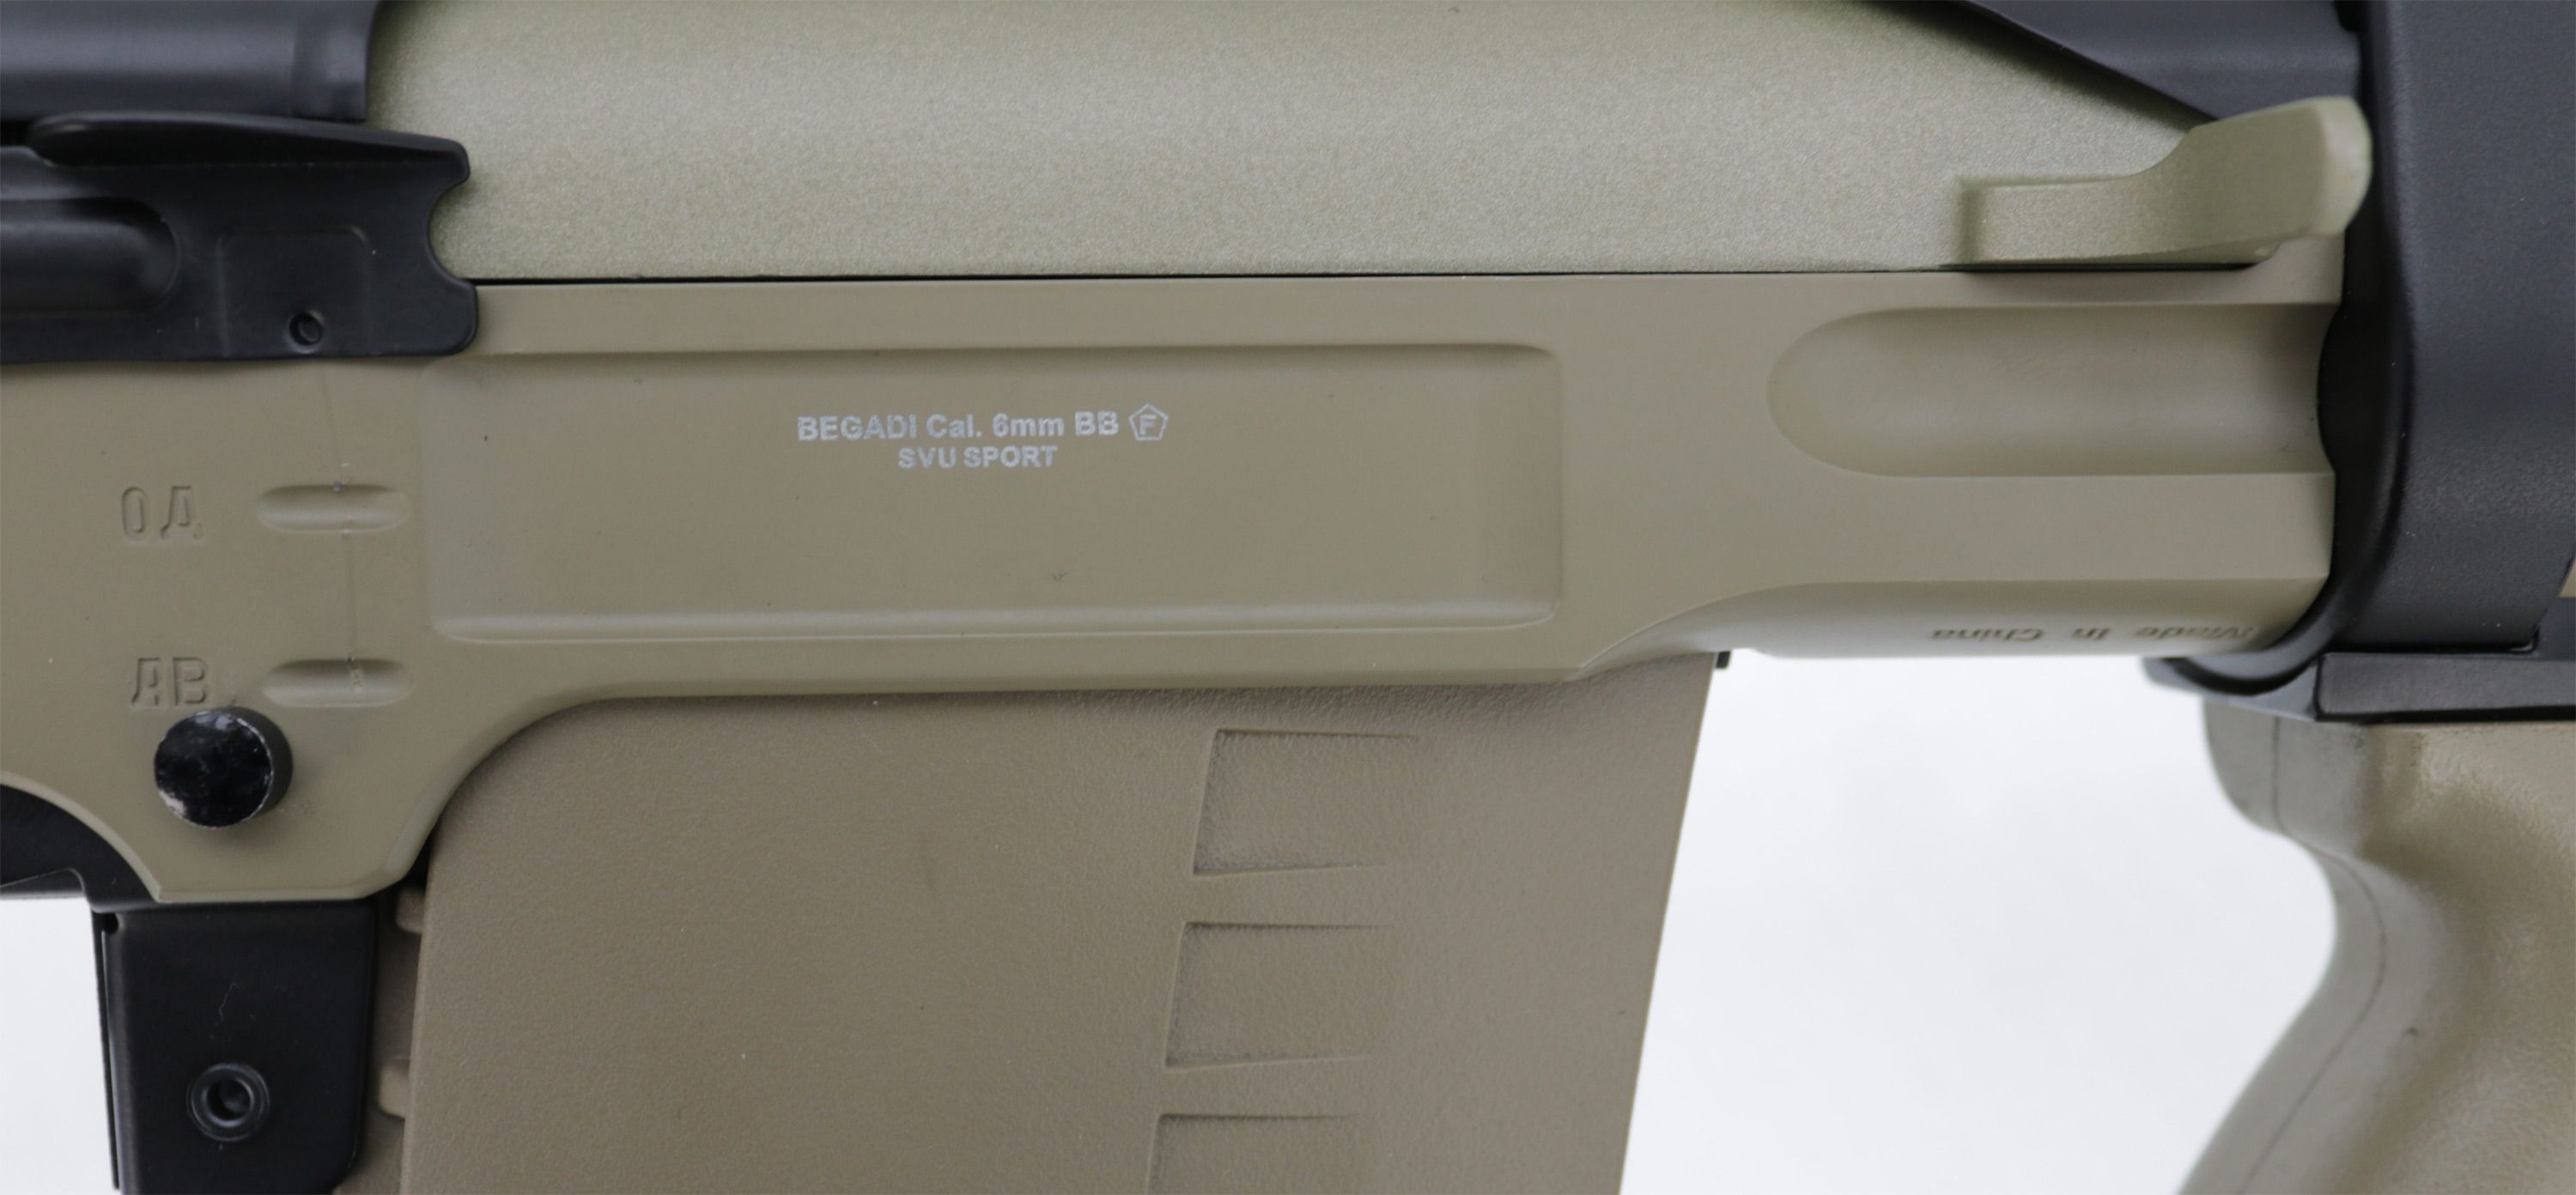 BEGADI Cal. 6mm BB F
SVU SPORT
ОД
АВ
Made in China